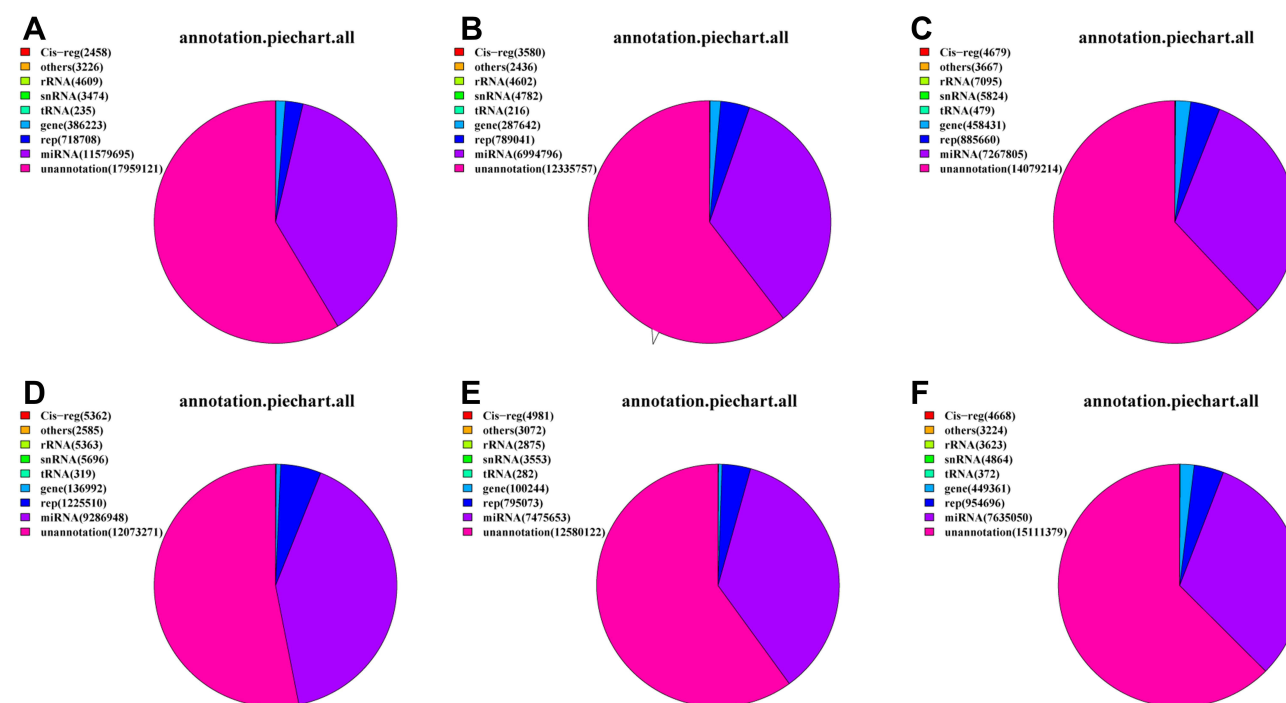 A
annotation.piechart.all
Cis-reg(2458)
others(3226)
rRNA(4609)
snRNA(3474)
tRNA(235)
gene(386223)
rep(718708)
miRNA(11579695)
unannotation(17959121)
B
annotation.piechart.all
Cis-reg(3580)
others(2436)
rRNA(4602)
snRNA(4782)
tRNA(216)
gene(287642)
rep(789041)
miRNA(6994796)
unannotation(12335757)
C
annotation.piechart.all
Cis-reg(4679)
others(3667)
rRNA(7095)
snRNA(5824)
tRNA(479)
gene(458431)
rep(885660)
miRNA(7267805)
unannotation(14079214)
D
annotation.piechart.all
Cis-reg(5362)
others(2585)
rRNA(5363)
snRNA(5696)
tRNA(319)
gene(136992)
rep(1225510)
miRNA(9286948)
unannotation(12073271)
E
annotation.piechart.all
Cis-reg(4981)
others(3072)
rRNA(2875)
snRNA(3553)
tRNA(282)
gene(100244)
rep(795073)
miRNA(7475653)
unannotation(12580122)
F
annotation.piechart.all
Cis-reg(4668)
others(3224)
rRNA(3623)
snRNA(4864)
tRNA(372)
gene(449361)
rep(954696)
miRNA(7635050)
unannotation(15111379)